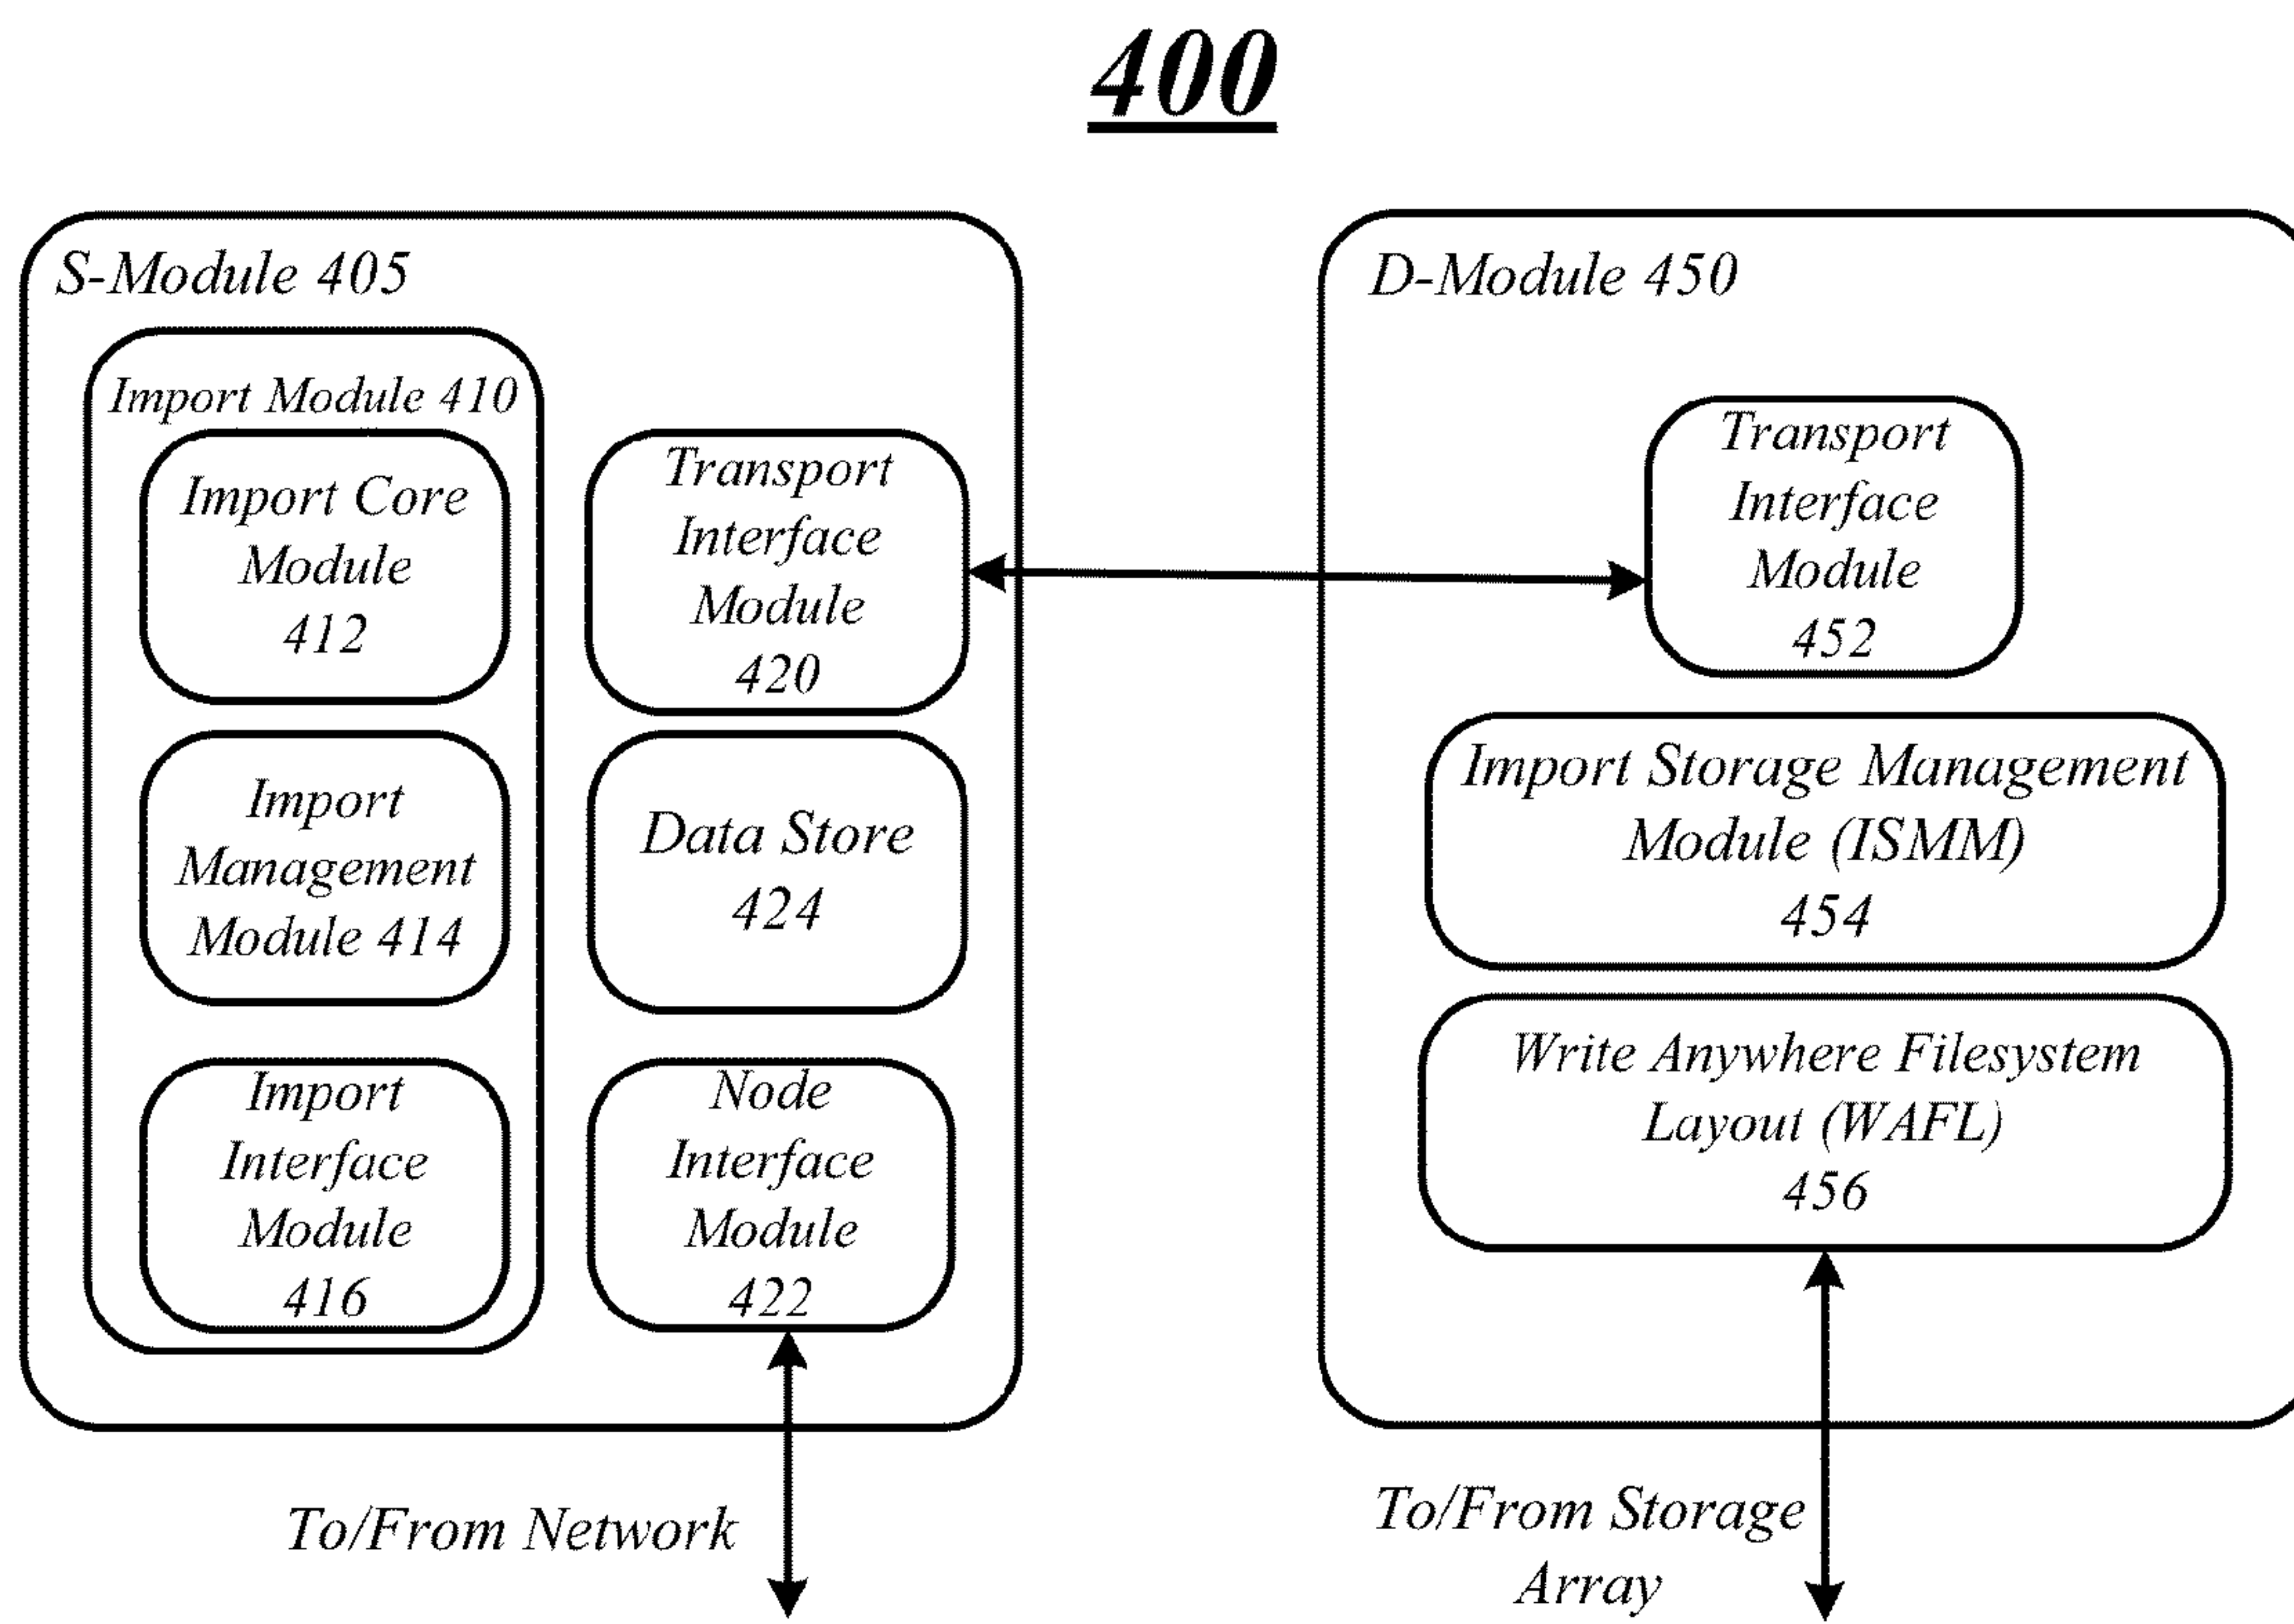 400
S-Module 405
Import Module 410
Import Core
Module
412
Import
Management
Module 414
Import
Interface
Module
416
Transport
Interface
Module
420
Data Store
424
Node
Interface
Module
422
To/From Network
D-Module 450
Transport
Interface
Module
452
Import Storage Management
Module (ISMM)
454
Write Anywhere Filesystem
Layout (WAFL)
456
To/From Storage
Array